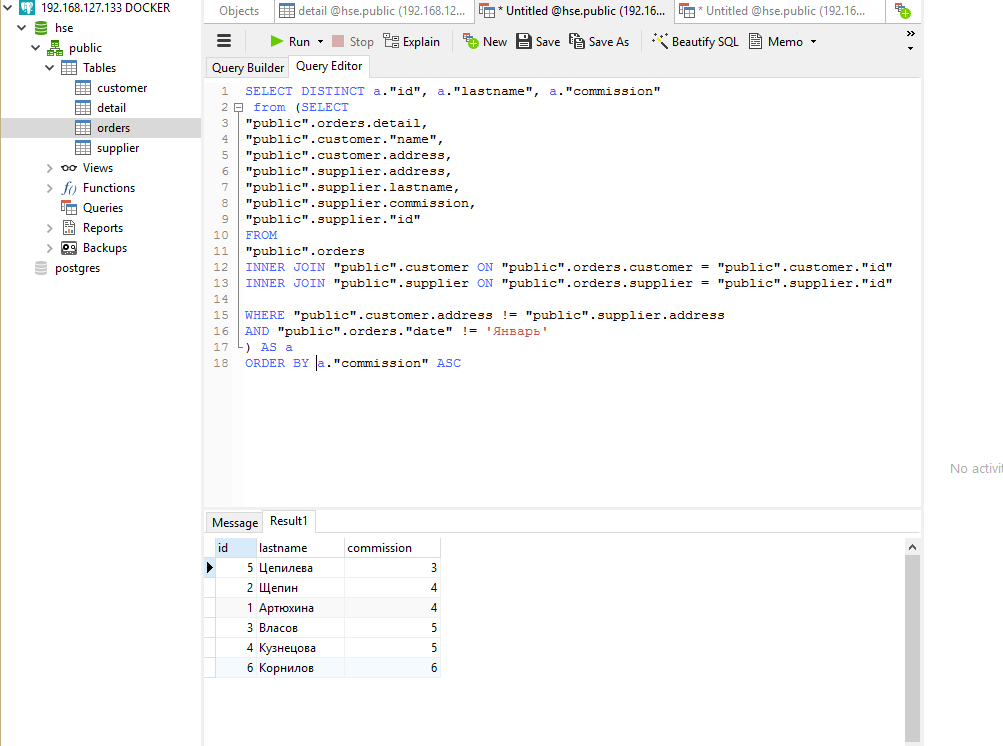 192.168.127.133 DOCKER
hse
public
Tables
customer
detail
orders
supplier
Views
f() Functions
Queries
Reports
Backups
postgres
Objects
detail @hse.public (192.168.12...
* Untitled @hse.public (192.16...
* Untitled @hse.public (192.16...
Run Stop Explain New Save Save As Beautify SQL Memo »
Query Builder Query Editor
1 SELECT DISTINCT a."id", a."lastname", a."commission"
2 from (SELECT
3 "public".orders.detail,
4 "public".customer."name",
5 "public".customer.address,
6 "public".supplier.address,
7 "public".supplier.lastname,
8 "public".supplier.commission,
9 "public".supplier."id"
10 FROM
11 "public".orders
12 INNER JOIN "public".customer ON "public".orders.customer = "public".customer."id"
13 INNER JOIN "public".supplier ON "public".orders.supplier = "public".supplier."id"
14
15 WHERE "public".customer.address != "public".supplier.address
16 AND "public".orders."date" != 'Январь'
17 ) AS a
18 ORDER BY a."commission" ASC
No activit
Message Result1
id lastname commission
5 Цепилева 3
2 Щепин 4
1 Артюхина 4
3 Власов 5
4 Кузнецова 5
6 Корнилов 6